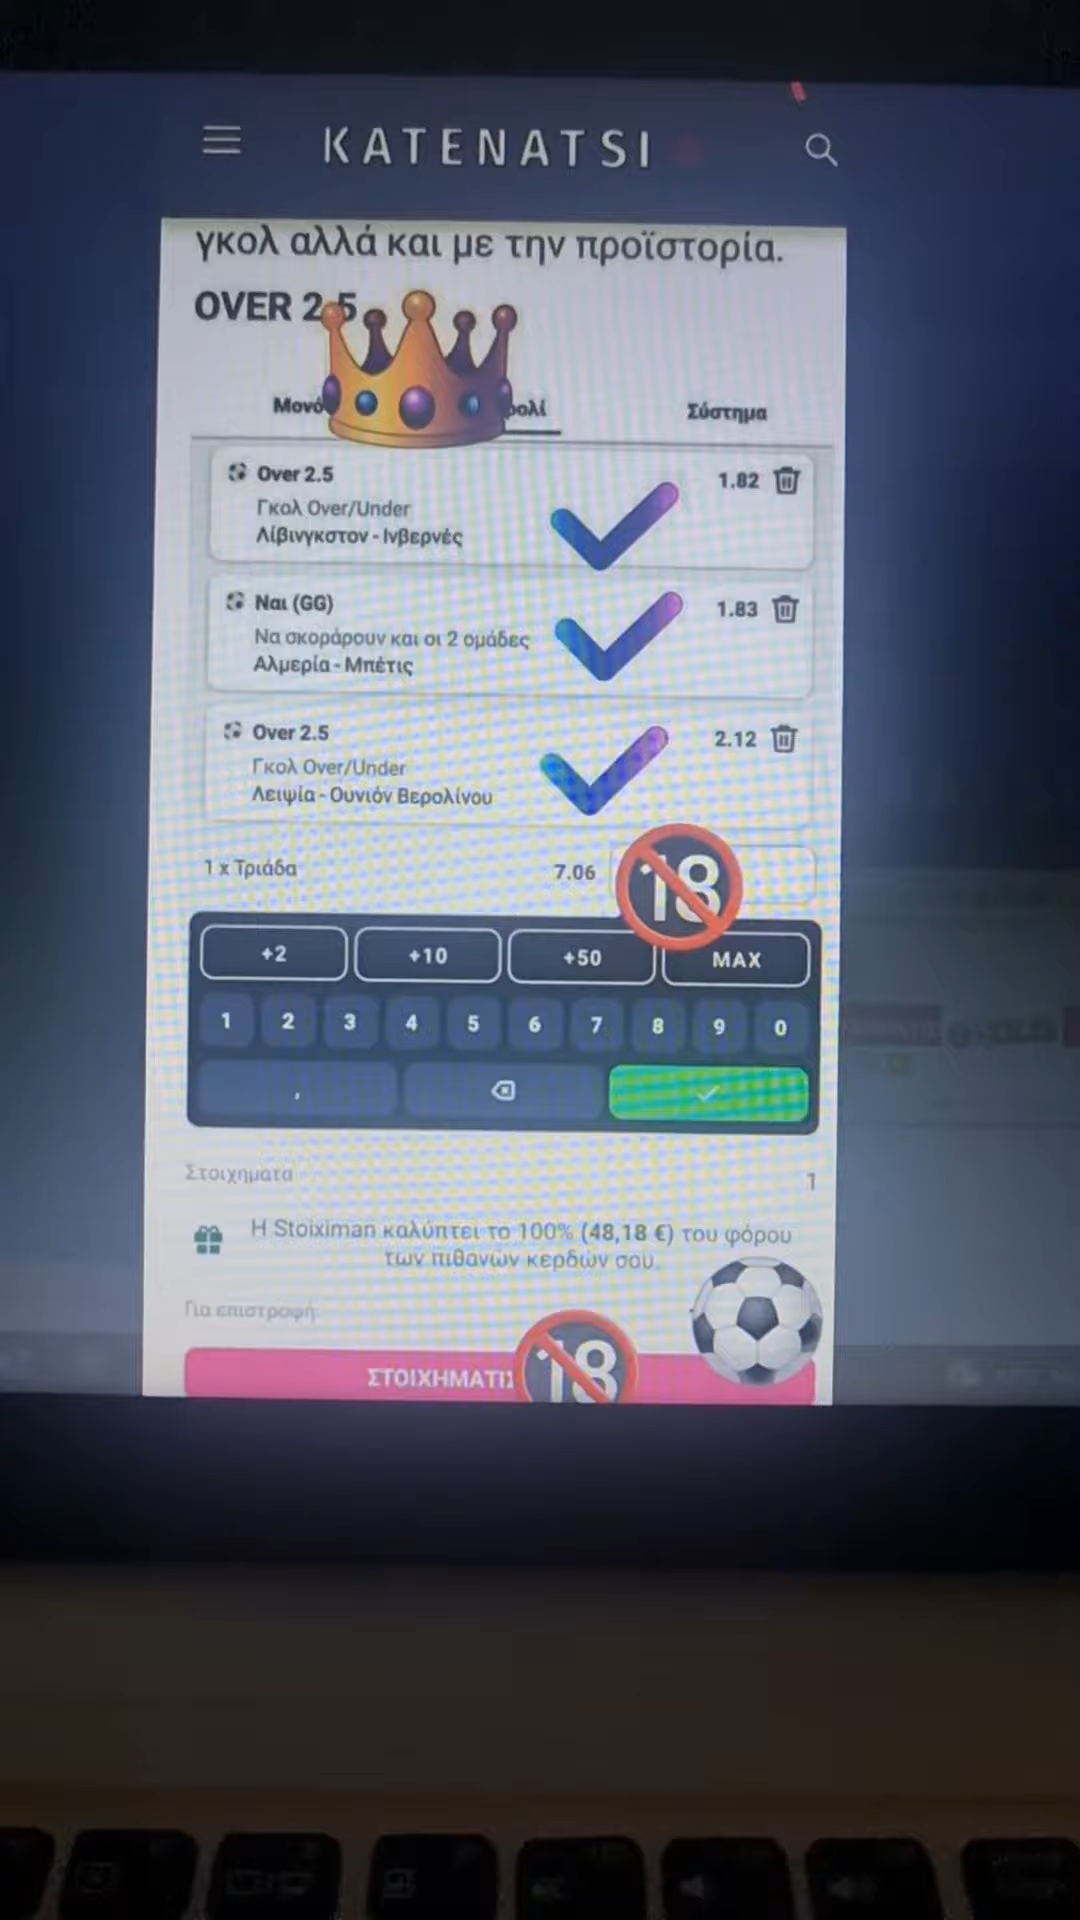 KATENATSI
γκολ αλλά και με την προϊστορία.
OVER 2.5
Σύστημα
Over 2.5
1.82
Γκολ Over/Under
Λίβινγκστον - Ινβερνές
Ναι (GG)
1.83
Να σκοράρουν και οι 2 ομάδες
Αλμερία - Μπέτις
Over 2.5
2.12
Γκολ Over/Under
Λειψία - Ουνιόν Βερολίνου
1 x Τριάδα
7.06
18
+2 +10 +50 MAX
1 2 3 4 5 6 7 8 9 0
,
Στοιχηματα
1
Η Stoiximan καλύπτει το 100% (48,18 €) του φόρου
των πιθανών κερδών σου.
Για επιστροφή
18